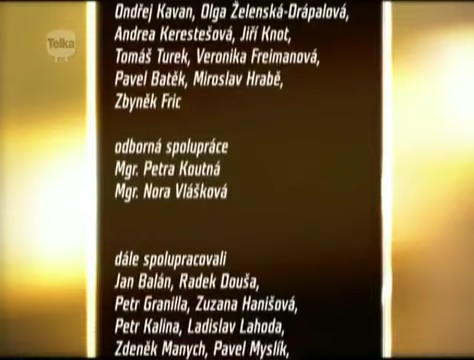 Telka
Ondřej Kavan, Olga Želenská-Drápalová,
Andrea Kerestešová, Jiří Knot,
Tomáš Turek, Veronika Freimanová,
Pavel Batěk, Miroslav Hrabě,
Zbyněk Fric
odborná spolupráce
Mgr. Petra Koutná
Mgr. Nora Vlášková
dále spolupracovali
Jan Balán, Radek Douša,
Petr Granilla, Zuzana Hanišová,
Petr Kalina, Ladislav Lahoda,
Zdeněk Manych, Pavel Myslík,